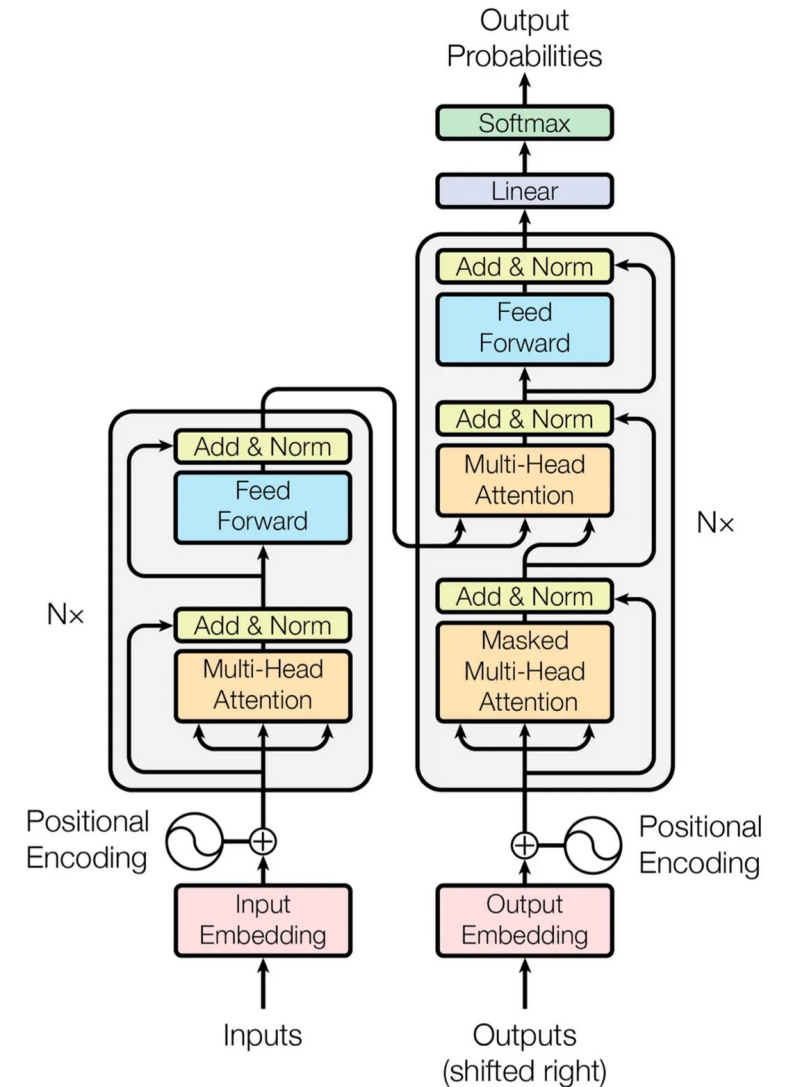 Output
Probabilities
Softmax
Linear
Add & Norm
Feed
Forward
Add & Norm
Multi-Head
Attention
N×
Add & Norm
Masked
Multi-Head
Attention
Add & Norm
Feed
Forward
N×
Add & Norm
Multi-Head
Attention
Positional
Encoding
Positional
Encoding
Input
Embedding
Output
Embedding
Inputs
Outputs
(shifted right)